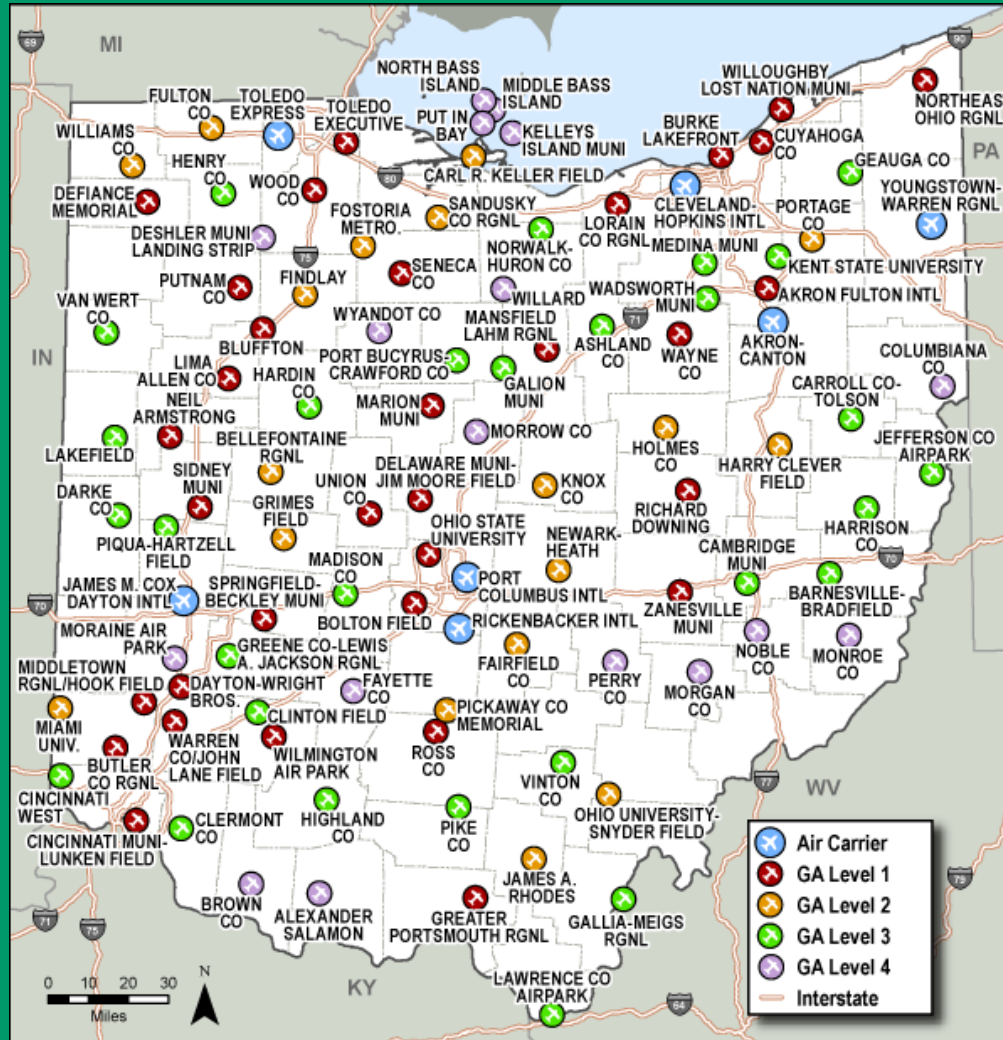 MI
69
90
NORTH BASS
ISLAND
MIDDLE BASS
ISLAND
PUT IN
BAY
KELLEYS
ISLAND MUNI
WILLOUGHBY
LOST NATION MUNI
NORTHEAST
OHIO RGNL
PA
FULTON
CO
TOLEDO
EXPRESS
TOLEDO
EXECUTIVE
BURKE
LAKEFRONT
CUYAHOGA
CO
WILLIAMS
CO
HENRY
CO
WOOD
CO
80
CARL R. KELLER FIELD
GEAUGA CO
DEFIANCE
MEMORIAL
FOSTORIA
METRO.
SANDUSKY
CO RGNL
LORAIN
CO RGNL
CLEVELAND-
HOPKINS INTL
PORTAGE
CO
YOUNGSTOWN-
WARREN RGNL
DESHLER MUNI
LANDING STRIP
75
NORWALK-
HURON CO
MEDINA MUNI
KENT STATE UNIVERSITY
PUTNAM
CO
FINDLAY
SENECA
CO
WILLARD
WADSWORTH
MUNI
AKRON FULTON INTL
VAN WERT
CO
WYANDOT CO
MANSFIELD
LAHM RGNL
71
IN
BLUFFTON
ASHLAND
CO
WAYNE
CO
AKRON-
CANTON
COLUMBIANA
CO
LIMA
ALLEN CO
HARDIN
CO
PORT BUCYRUS-
CRAWFORD CO
GALION
MUNI
CARROLL CO-
TOLSON
NEIL
ARMSTRONG
MARION
MUNI
MORROW CO
HOLMES
CO
HARRY CLEVER
FIELD
JEFFERSON CO
AIRPARK
LAKEFIELD
BELLEFONTAINE
RGNL
SIDNEY
MUNI
DELAWARE MUNI-
JIM MOORE FIELD
KNOX
CO
DARKE
CO
GRIMES
FIELD
UNION
CO
RICHARD
DOWNING
HARRISON
CO
PIQUA-HARTZELL
FIELD
OHIO STATE
UNIVERSITY
NEWARK-
HEATH
CAMBRIDGE
MUNI
70
MADISON
CO
JAMES M. COX
DAYTON INTL
SPRINGFIELD-
BECKLEY MUNI
PORT
COLUMBUS INTL
ZANESVILLE
MUNI
BARNESVILLE-
BRADFIELD
70
BOLTON FIELD
RICKENBACKER INTL
MORAINE AIR
PARK
GREENE CO-LEWIS
A. JACKSON RGNL
FAIRFIELD
CO
PERRY
CO
NOBLE
CO
MONROE
CO
MIDDLETOWN
RGNL/HOOK FIELD
DAYTON-WRIGHT
BROS.
FAYETTE
CO
MORGAN
CO
MIAMI
UNIV.
CLINTON FIELD
PICKAWAY CO
MEMORIAL
WARREN
CO/JOHN
LANE FIELD
WILMINGTON
AIR PARK
ROSS
CO
BUTLER
CO RGNL
VINTON
CO
77
WV
CINCINNATI
WEST
CLERMONT
CO
HIGHLAND
CO
PIKE
CO
OHIO UNIVERSITY-
SNYDER FIELD
CINCINNATI MUNI-
LUNKEN FIELD
JAMES A.
RHODES
BROWN
CO
ALEXANDER
SALAMON
GREATER
PORTSMOUTH RGNL
GALLIA-MEIGS
RGNL
71
75
79
LAWRENCE CO
AIRPARK
KY
64
0 10 20 30
Miles
N
Air Carrier
GA Level 1
GA Level 2
GA Level 3
GA Level 4
Interstate